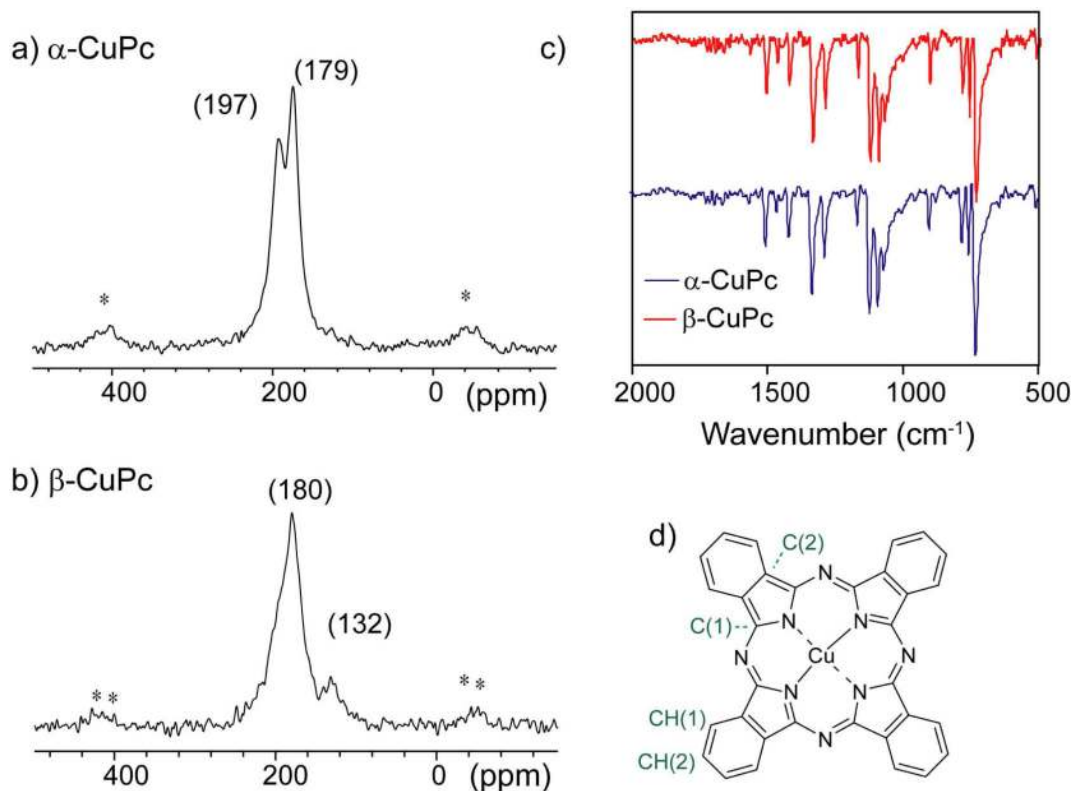 a) α-CuPc
(179)
(197)
*
*
400
200
0
(ppm)
b) β-CuPc
(180)
(132)
* *
* *
400
200
0
(ppm)
c)
α-CuPc
β-CuPc
2000
1500
1000
500
Wavenumber (cm⁻¹)
d)
C(2)
N
C(1)
N
N
Cu
N
N
N
N
CH(1)
N
CH(2)